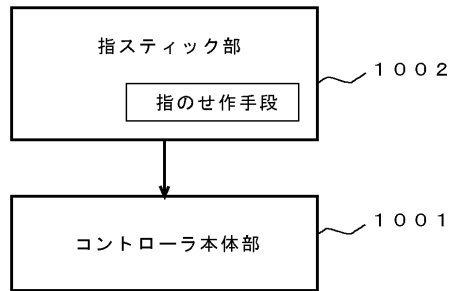 指スティック部
１００２
指のせ作手段
コントローラ本体部
１００１